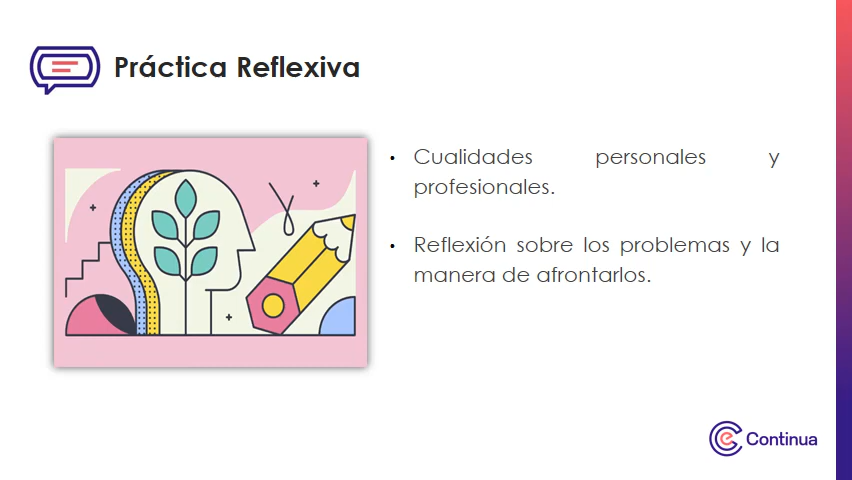 Práctica Reflexiva
• Cualidades personales y
profesionales.
• Reflexión sobre los problemas y la
manera de afrontarlos.
Continua